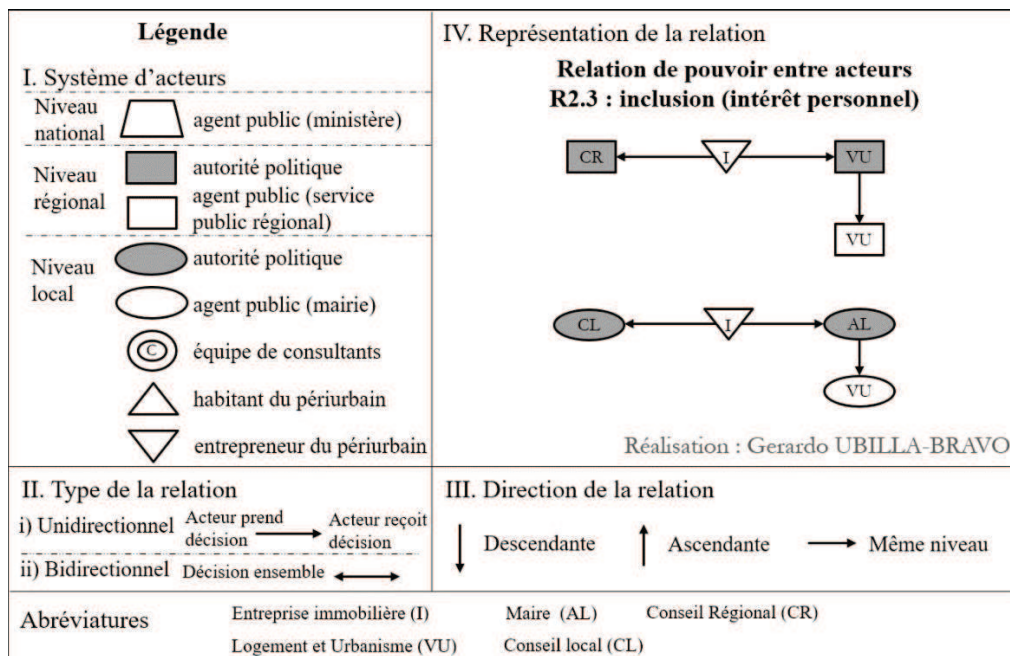 Légende
I. Système d'acteurs
Niveau national
agent public (ministère)
Niveau régional
autorité politique
agent public (service public régional)
Niveau local
autorité politique
agent public (mairie)
C
équipe de consultants
habitant du périurbain
entrepreneur du périurbain
IV. Représentation de la relation
Relation de pouvoir entre acteurs
R2.3 : inclusion (intérêt personnel)
CR
I
VU
VU
CL
I
AL
VU
Réalisation : Gerardo UBILLA-BRAVO
II. Type de la relation
i) Unidirectionnel
Acteur prend décision
Acteur reçoit décision
ii) Bidirectionnel
Décision ensemble
III. Direction de la relation
Descendante
Ascendante
Même niveau
Abréviatures
Entreprise immobilière (I)
Maire (AL)
Conseil Régional (CR)
Logement et Urbanisme (VU)
Conseil local (CL)